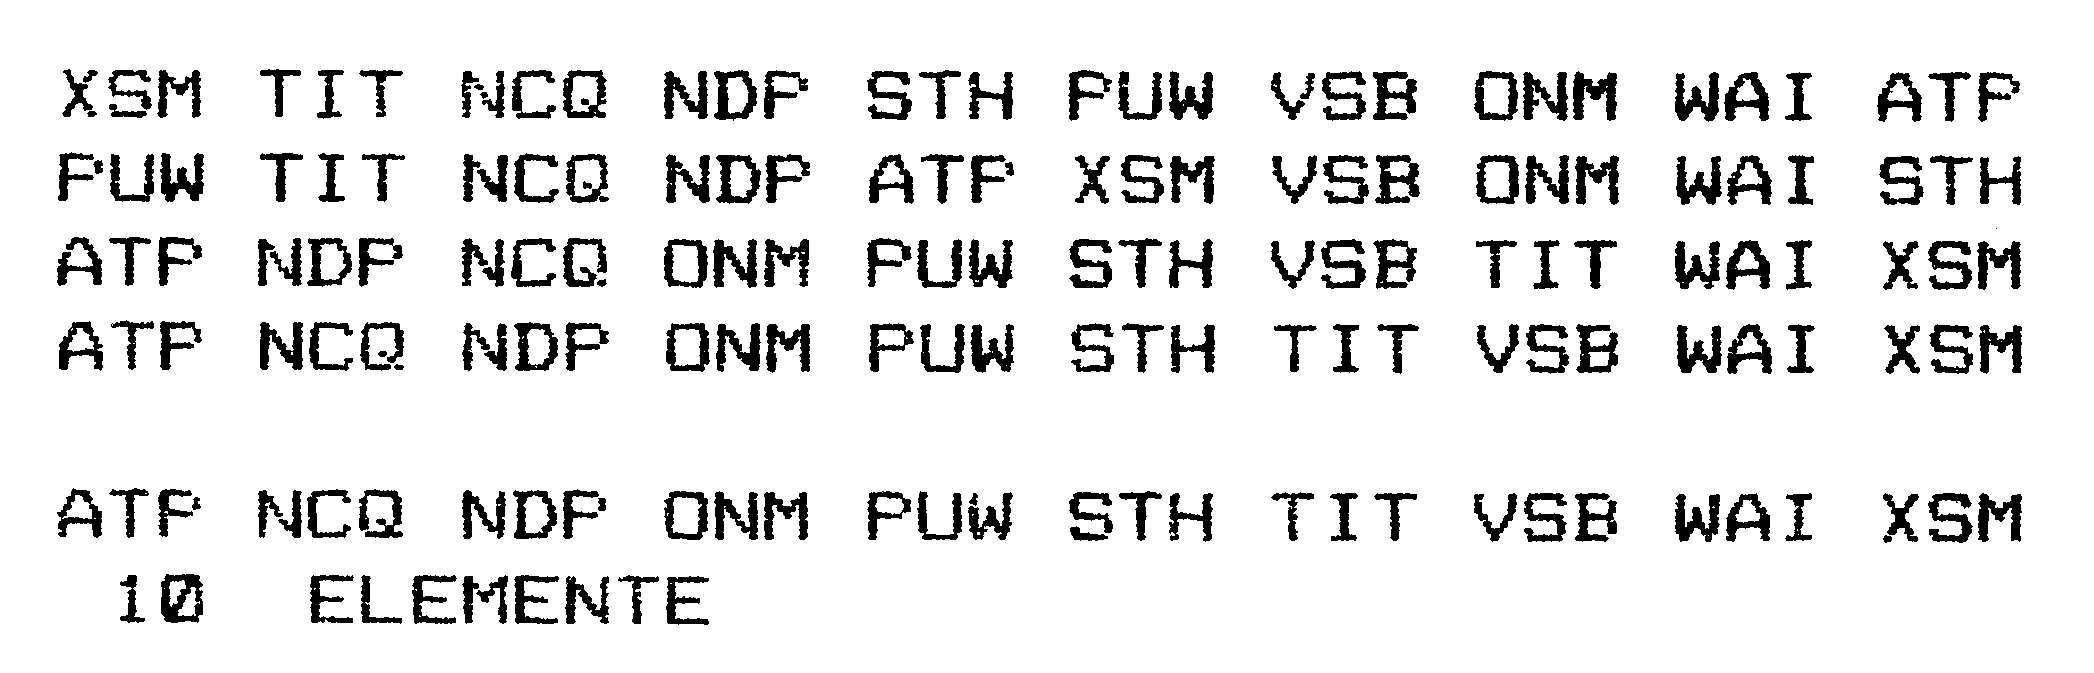 XSM TIT NCQ NDP STH PUW VSB ONM WAI ATP
PUW TIT NCQ NDP ATP XSM VSB ONM WAI STH
ATP NDP NCQ ONM PUW STH VSB TIT WAI XSM
ATP NCQ NDP ONM PUW STH TIT VSB WAI XSM
ATP NCQ NDP ONM PUW STH TIT VSB WAI XSM
10 ELEMENTE